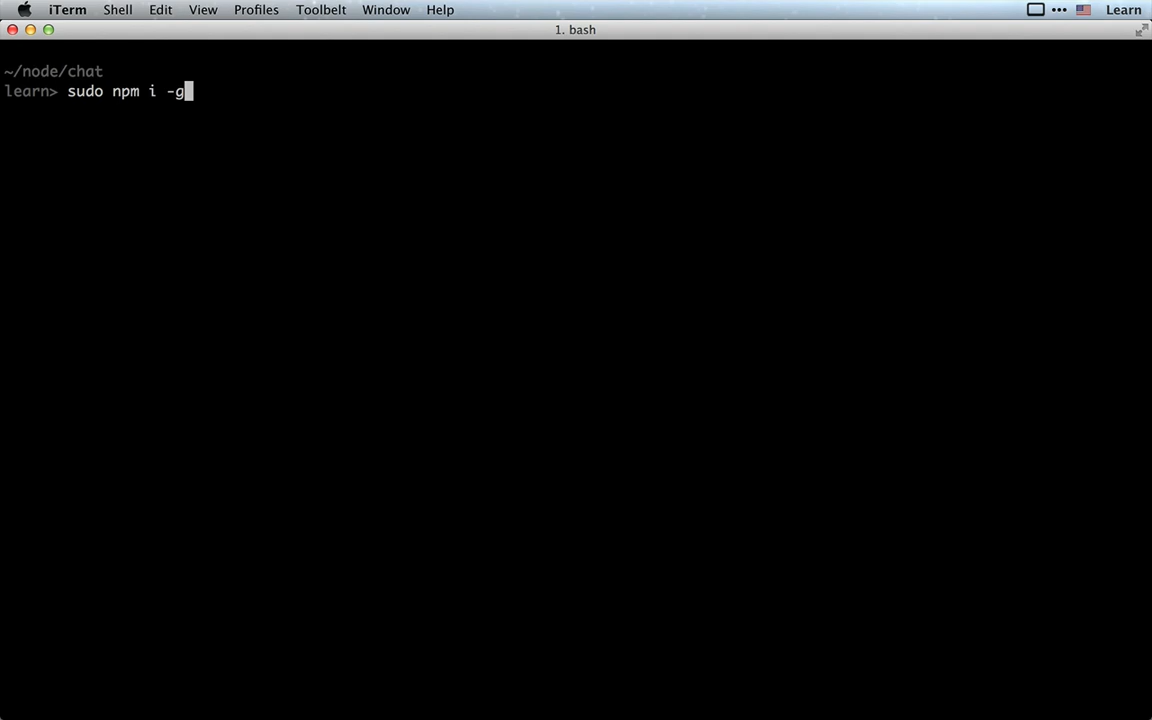 iTerm Shell Edit View Profiles Toolbelt Window Help Learn
1. bash
~/node/chat
learn> sudo npm i -g